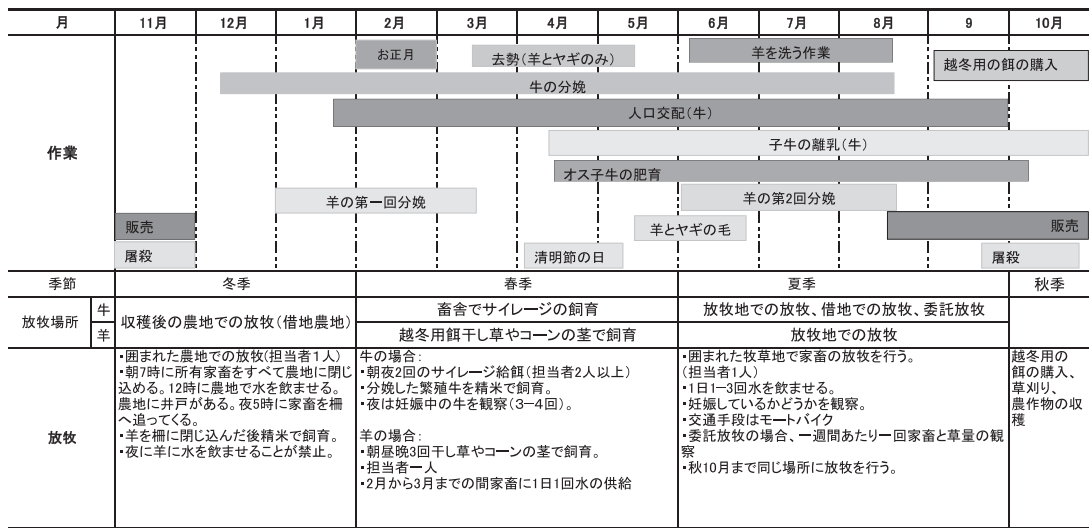 月 11月 12月 1月 2月 3月 4月 5月 6月 7月 8月 9 10月
作業
お正月
去勢(羊とヤギのみ)
羊を洗う作業
越冬用の餌の購入
牛の分娩
人口交配(牛)
子牛の離乳(牛)
オス子牛の肥育
羊の第一回分娩
羊の第2回分娩
販売
羊とヤギの毛
販売
屠殺
清明節の日
屠殺
季節 冬季 春季 夏季 秋季
放牧場所
牛
羊
収穫後の農地での放牧(借地農地)
畜舎でサイレージの飼育
放牧地での放牧、借地での放牧、委託放牧
越冬用餌干し草やコーンの茎で飼育
放牧地での放牧
放牧
・囲まれた農地での放牧(担当者1人)
・朝7時に所有家畜をすべて農地に閉じ
込める。12時に農地で水を飲ませる。
農地に井戸がある。夜5時に家畜を柵
へ追ってくる。
・羊を柵に閉じ込んだ後精米で飼育。
・夜に羊に水を飲ませることが禁止。
牛の場合:
・朝夜2回のサイレージ給餌(担当者2人以上)
・分娩した繁殖牛を精米で飼育。
・夜は妊娠中の牛を観察(3−4回)。
羊の場合:
・朝昼晩3回干し草やコーンの茎で飼育。
・担当者一人
・2月から3月までの間家畜に1日1回水の供給
・囲まれた牧草地で家畜の放牧を行う。
(担当者1人)
・1日1−3回水を飲ませる。
・妊娠しているかどうかを観察。
・交通手段はモートバイク
・委託放牧の場合、一週間あたり一回家畜と草量の観
察
・秋10月まで同じ場所に放牧を行う。
越冬用の
餌の購入、
草刈り、
農作物の収
穫